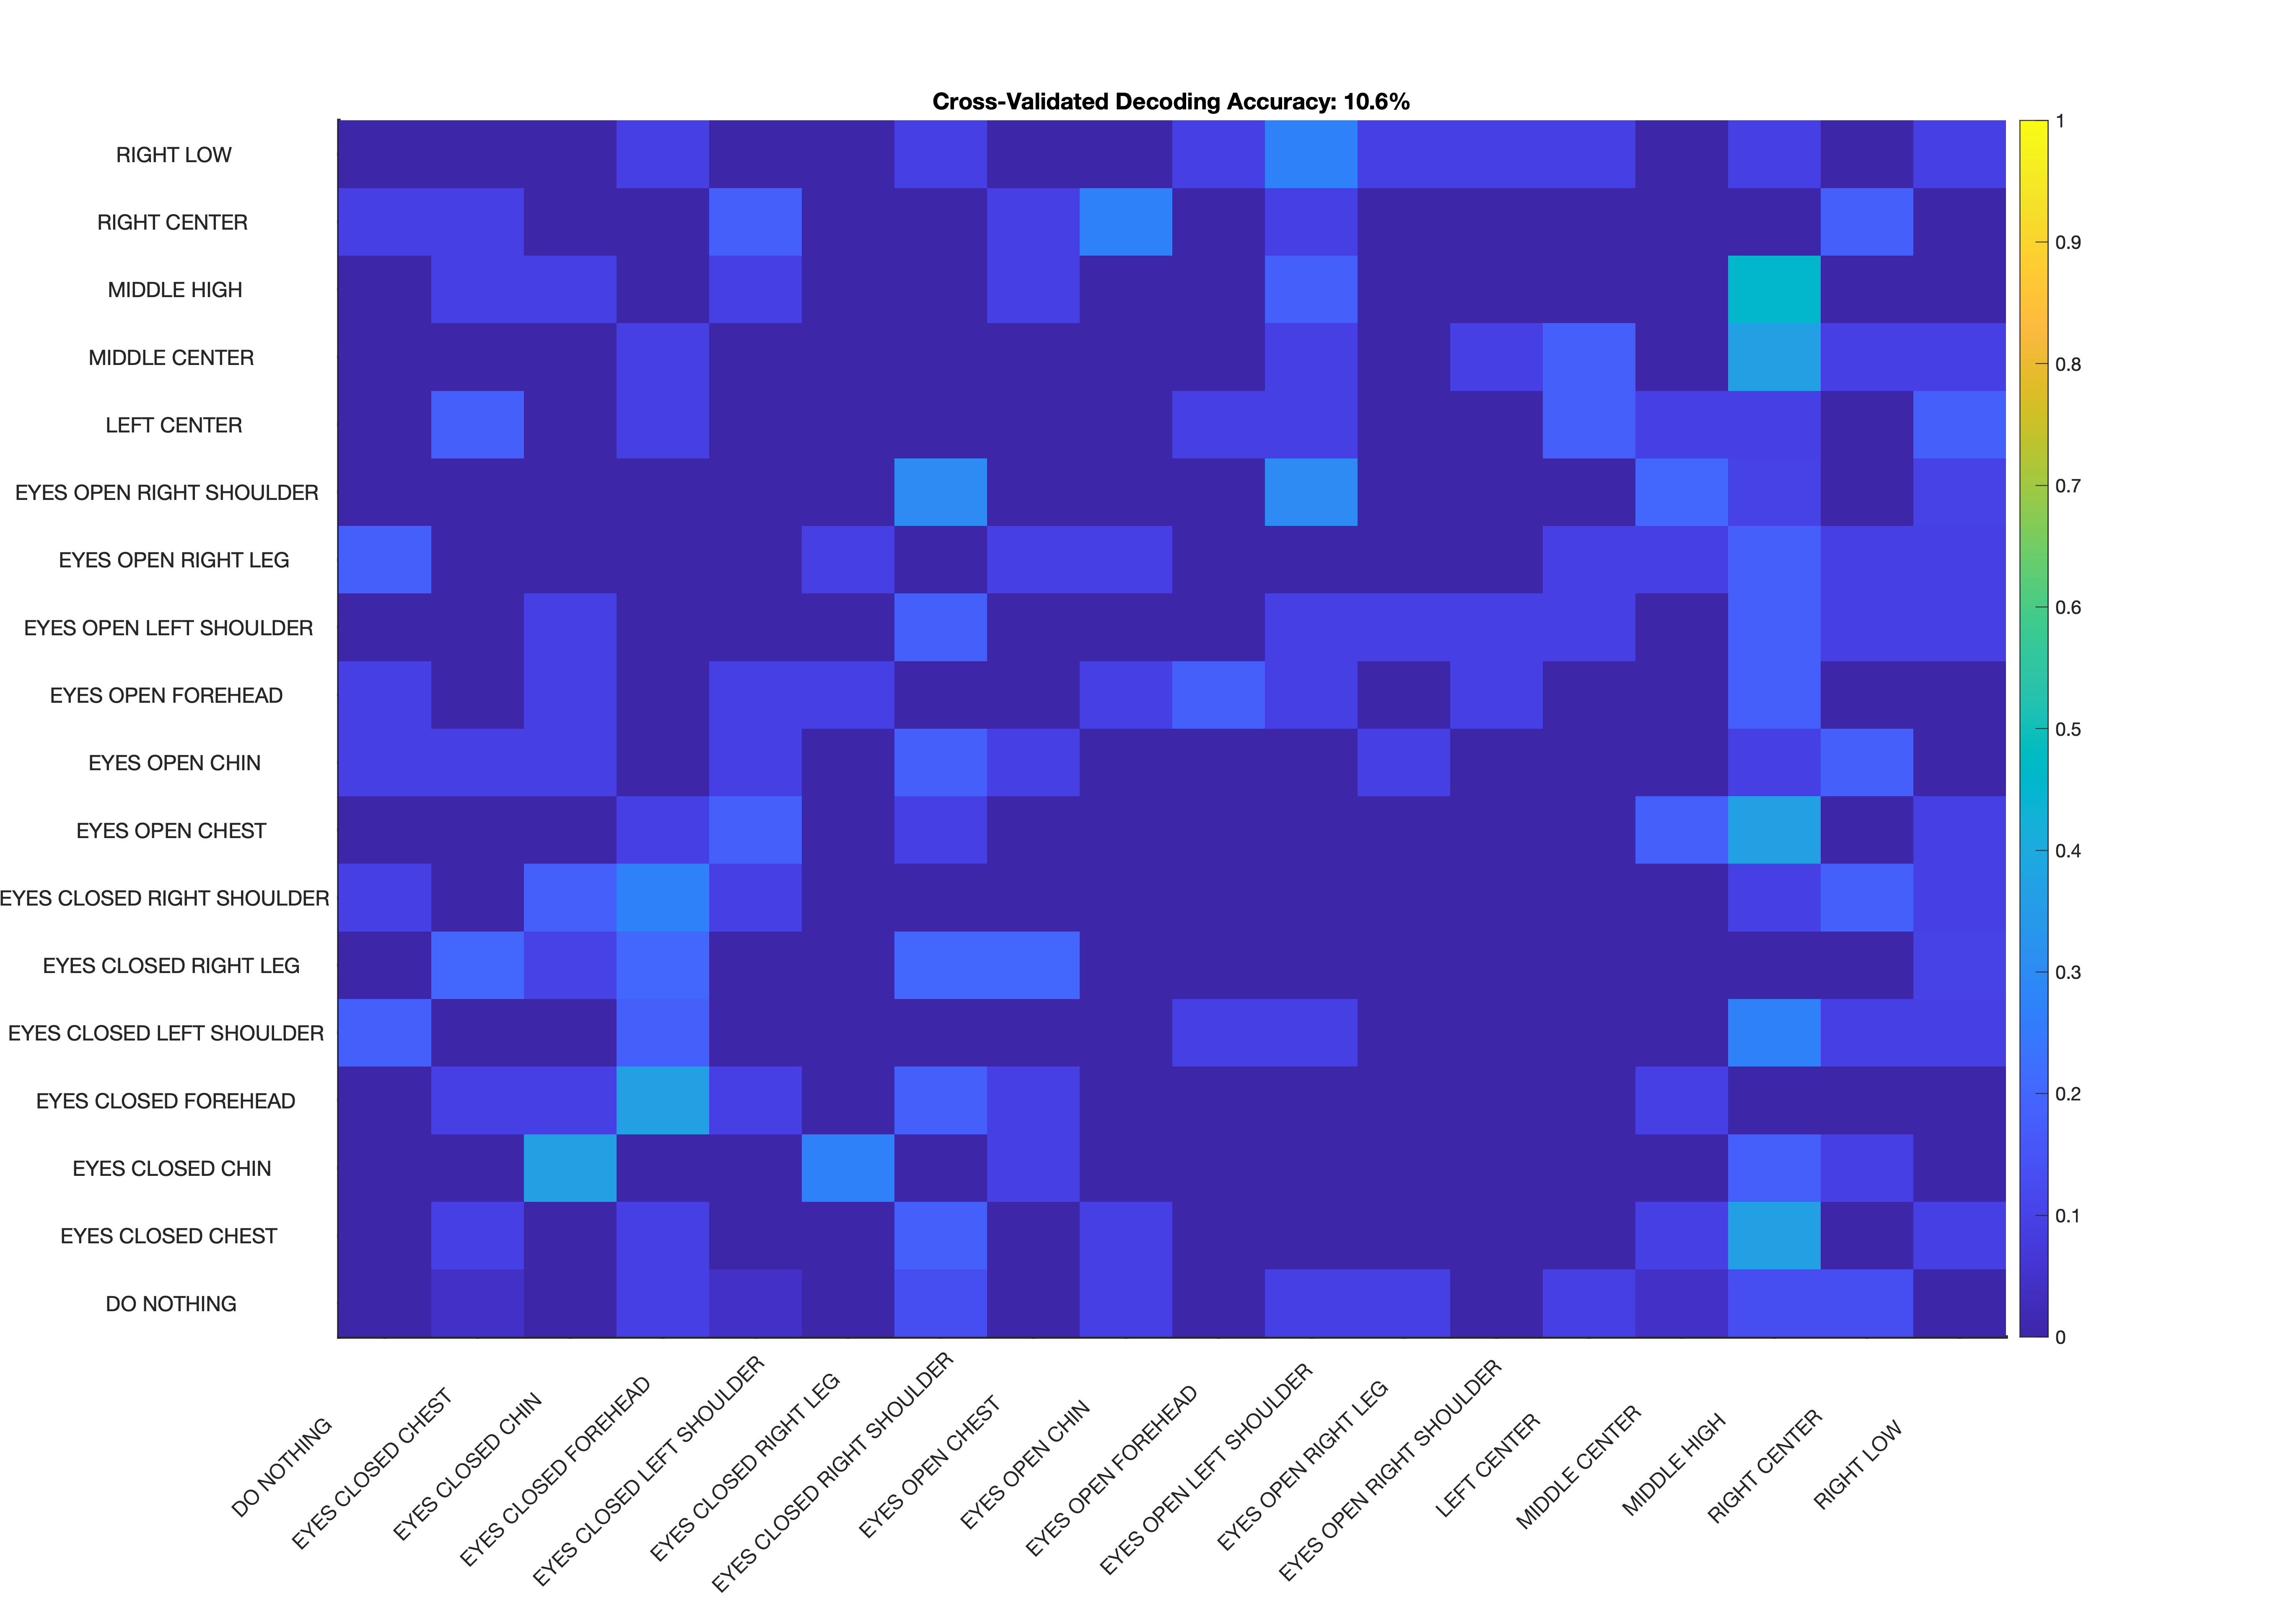 Cross-Validated Decoding Accuracy: 10.6%
RIGHT LOW
RIGHT CENTER
MIDDLE HIGH
MIDDLE CENTER
LEFT CENTER
EYES OPEN RIGHT SHOULDER
EYES OPEN RIGHT LEG
EYES OPEN LEFT SHOULDER
EYES OPEN FOREHEAD
EYES OPEN CHIN
EYES OPEN CHEST
EYES CLOSED RIGHT SHOULDER
EYES CLOSED RIGHT LEG
EYES CLOSED LEFT SHOULDER
EYES CLOSED FOREHEAD
EYES CLOSED CHIN
EYES CLOSED CHEST
DO NOTHING
1
0.9
0.8
0.7
0.6
0.5
0.4
0.3
0.2
0.1
0
DO NOTHING
EYES CLOSED CHEST
EYES CLOSED CHIN
EYES CLOSED FOREHEAD
EYES CLOSED LEFT SHOULDER
EYES CLOSED RIGHT LEG
EYES CLOSED RIGHT SHOULDER
EYES OPEN CHEST
EYES OPEN CHIN
EYES OPEN FOREHEAD
EYES OPEN LEFT SHOULDER
EYES OPEN RIGHT LEG
EYES OPEN RIGHT SHOULDER
LEFT CENTER
MIDDLE CENTER
MIDDLE HIGH
RIGHT CENTER
RIGHT LOW